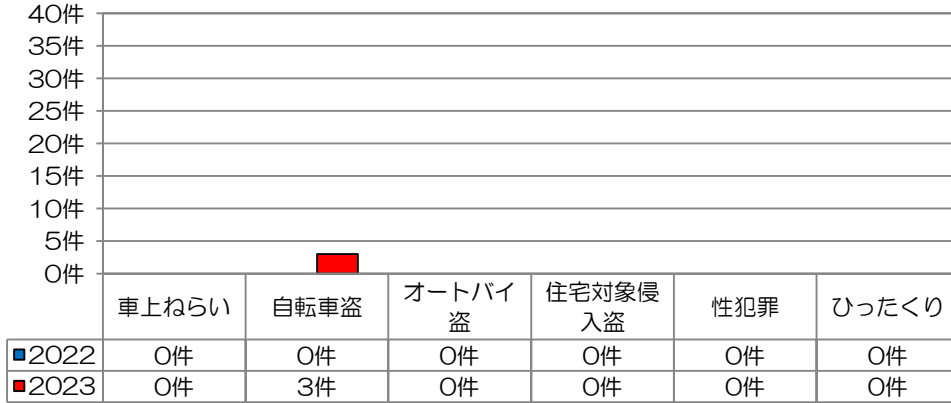 40件
35件
30件
25件
20件
15件
10件
5件
0件
車上ねらい 自転車盗 オートバイ盗 住宅対象侵入盗 性犯罪 ひったくり
2022 0件 0件 0件 0件 0件 0件
2023 0件 3件 0件 0件 0件 0件